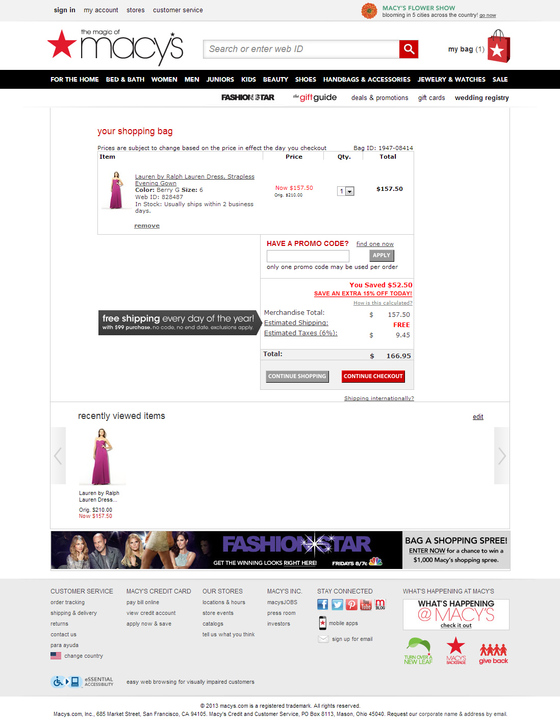 sign in my account stores customer service
MACY'S FLOWER SHOW
blooming in 5 cities across the country! go now
the magic of
macy's
Search or enter web ID
my bag (1)
FOR THE HOME BED & BATH WOMEN MEN JUNIORS KIDS BEAUTY SHOES HANDBAGS & ACCESSORIES JEWELRY & WATCHES SALE
FASHION STAR the giftguide deals & promotions gift cards wedding registry
your shopping bag
Prices are subject to change based on the price in effect the day you checkout Bag ID: 1947-08414
Item Price Qty. Total
Lauren by Ralph Lauren Dress, Strapless
Evening Gown
Color: Berry G Size: 6
Web ID: 828487
In Stock: Usually ships within 2 business
days.
remove
Now $157.50
Orig. $210.00
1
$157.50
HAVE A PROMO CODE? find one now
APPLY
only one promo code may be used per order
You Saved $52.50
SAVE AN EXTRA 15% OFF TODAY!
How is this calculated?
free shipping every day of the year!
with $99 purchase. no code, no end date. exclusions apply
Merchandise Total: $ 157.50
Estimated Shipping: FREE
Estimated Taxes (6%): $ 9.45
Total: $ 166.95
CONTINUE SHOPPING CONTINUE CHECKOUT
Shipping internationally?
recently viewed items edit
Lauren by Ralph
Lauren Dress...
Orig. $210.00
Now $157.50
FASHION STAR
GET THE WINNING LOOKS RIGHT HERE! FRIDAYS 8/7c NBC
BAG A SHOPPING SPREE!
ENTER NOW for a chance to win a
$1,000 Macy's shopping spree.
CUSTOMER SERVICE
order tracking
shipping & delivery
returns
contact us
para ayuda
change country
MACY'S CREDIT CARD
pay bill online
view credit account
apply now & save
OUR STORES
locations & hours
store events
catalogs
tell us what you think
MACY'S INC.
macysJOBS
press room
investors
STAY CONNECTED
mobile apps
sign up for email
WHAT'S HAPPENING AT MACY'S
WHAT'S HAPPENING
@MACYS
check it out
TURN OVER A
NEW LEAF
MACY'S
BACKSTAGE
give back
eSSENTIAL
ACCESSIBILITY
easy web browsing for visually impaired customers
© 2013 macys.com is a registered trademark. All rights reserved.
Macys.com, Inc., 685 Market Street, San Francisco, CA 94105. Macy's Credit and Customer Service, PO Box 8113, Mason, Ohio 45040. Request our corporate name & address by email.